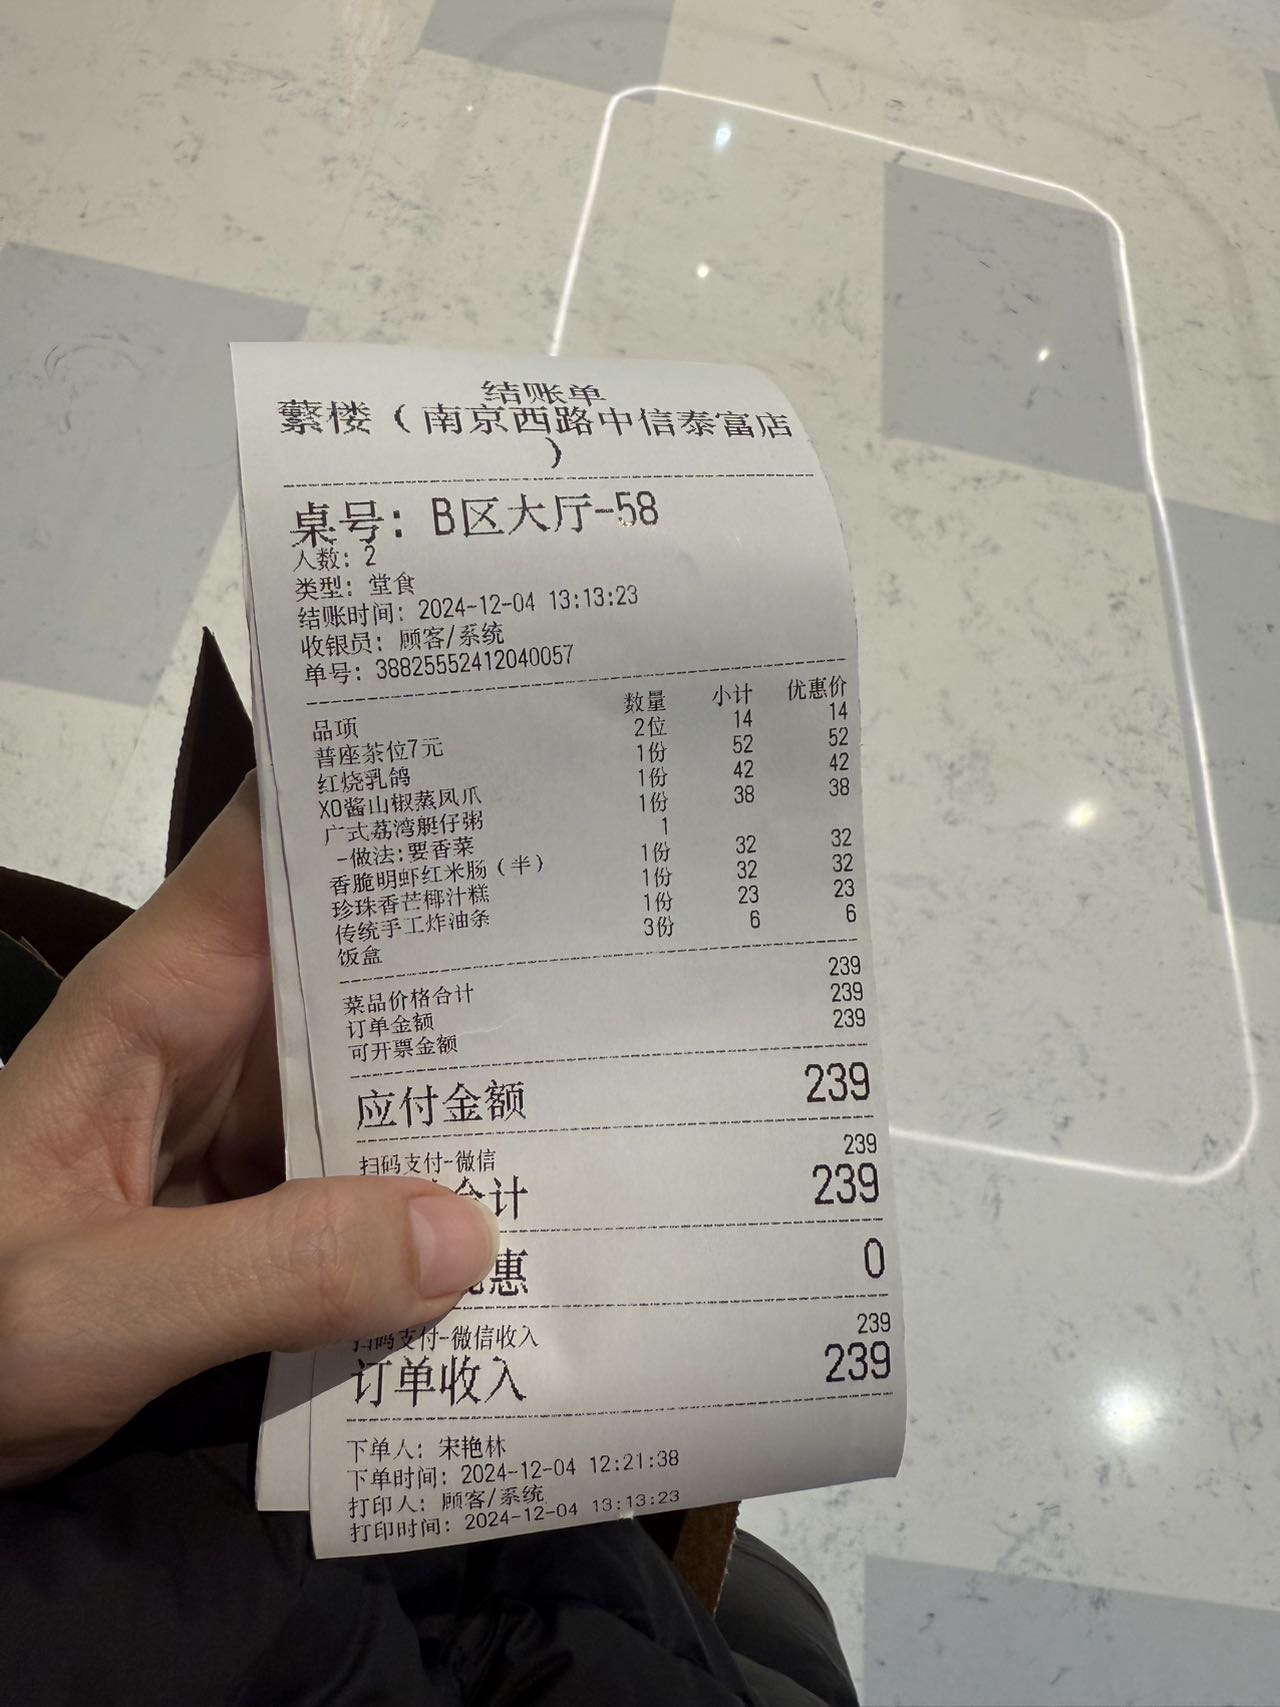 结账单
蘩楼（南京西路中信泰富店
）
桌号：B区大厅-58
人数：2
类型：堂食
结账时间：2024-12-04 13:13:23
收银员：顾客/系统
单号：38825552412040057
品项 数量 小计 优惠价
普座茶位7元 2位 14 14
红烧乳鸽 1份 52 52
XO酱山椒蒸凤爪 1份 42 42
广式荔湾艇仔粥 1份 38 38
-做法:要香菜 1
香脆明虾红米肠（半） 1份 32 32
珍珠香芒椰汁糕 1份 32 32
传统手工炸油条 1份 23 23
饭盒 3份 6 6
菜品价格合计 239
订单金额 239
可开票金额 239
应付金额 239
扫码支付-微信 239
合计 239
惠 0
扫码支付-微信收入 239
订单收入 239
下单人：宋艳林
下单时间：2024-12-04 12:21:38
打印人：顾客/系统
打印时间：2024-12-04 13:13:23